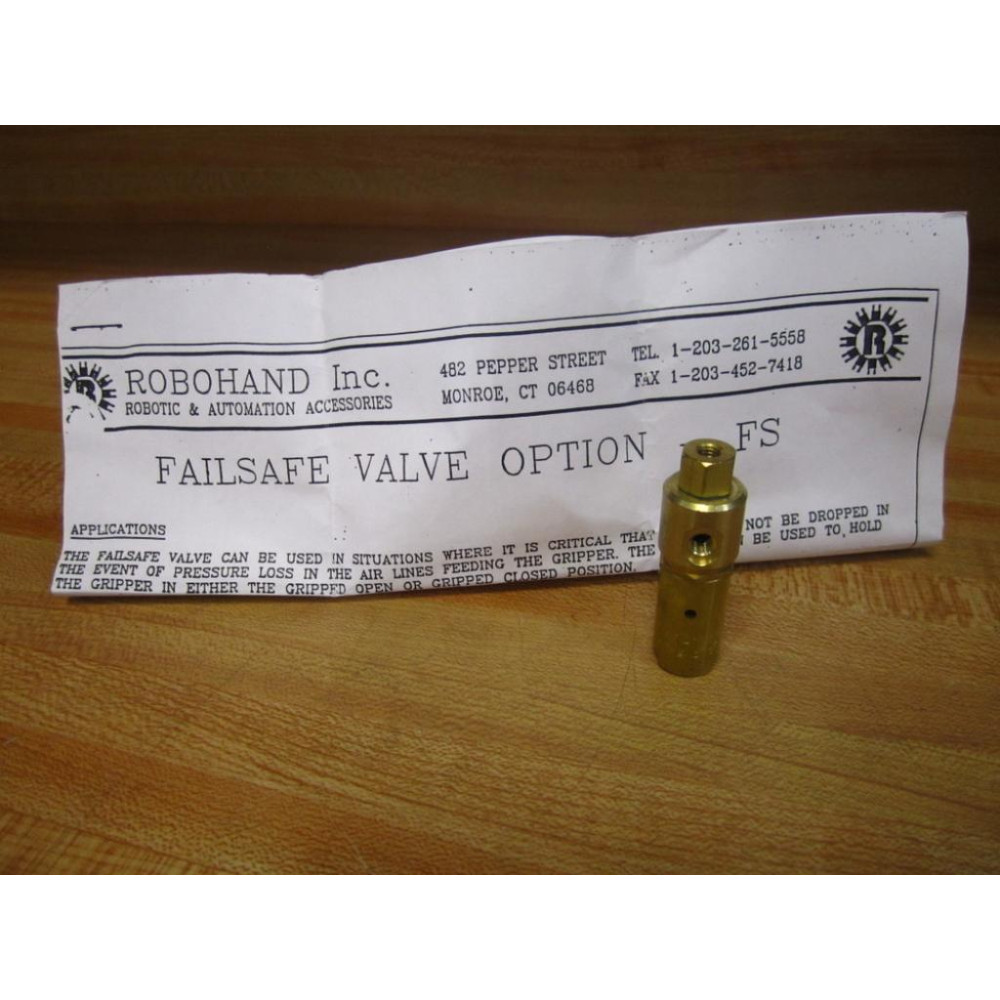 R ROBOHAND Inc. 482 PEPPER STREET TEL. 1-203-261-5558 R
ROBOTIC & AUTOMATION ACCESSORIES MONROE, CT 06468 FAX 1-203-452-7418
FAILSAFE VALVE OPTION - FS
APPLICATIONS
THE FAILSAFE VALVE CAN BE USED IN SITUATIONS WHERE IT IS CRITICAL THAT NOT BE DROPPED IN
THE EVENT OF PRESSURE LOSS IN THE AIR LINES FEEDING THE GRIPPER. THE BE USED TO HOLD
THE GRIPPER IN EITHER THE GRIPPED OPEN OR GRIPPED CLOSED POSITION.